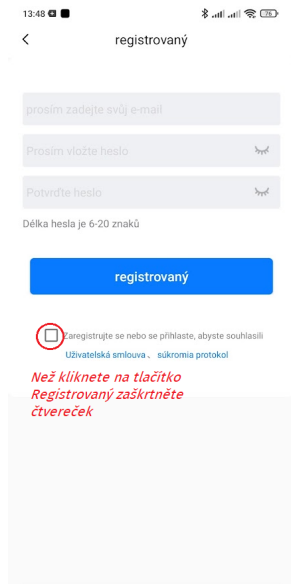 13:48
76
registrovaný
prosím zadejte svůj e-mail
Prosím vložte heslo
Potvrďte heslo
Délka hesla je 6-20 znaků
registrovaný
Zaregistrujte se nebo se přihlaste, abyste souhlasili
Uživatelská smlouva、 súkromia protokol
Než kliknete na tlačítko
Registrovaný zaškrtněte
čtvereček